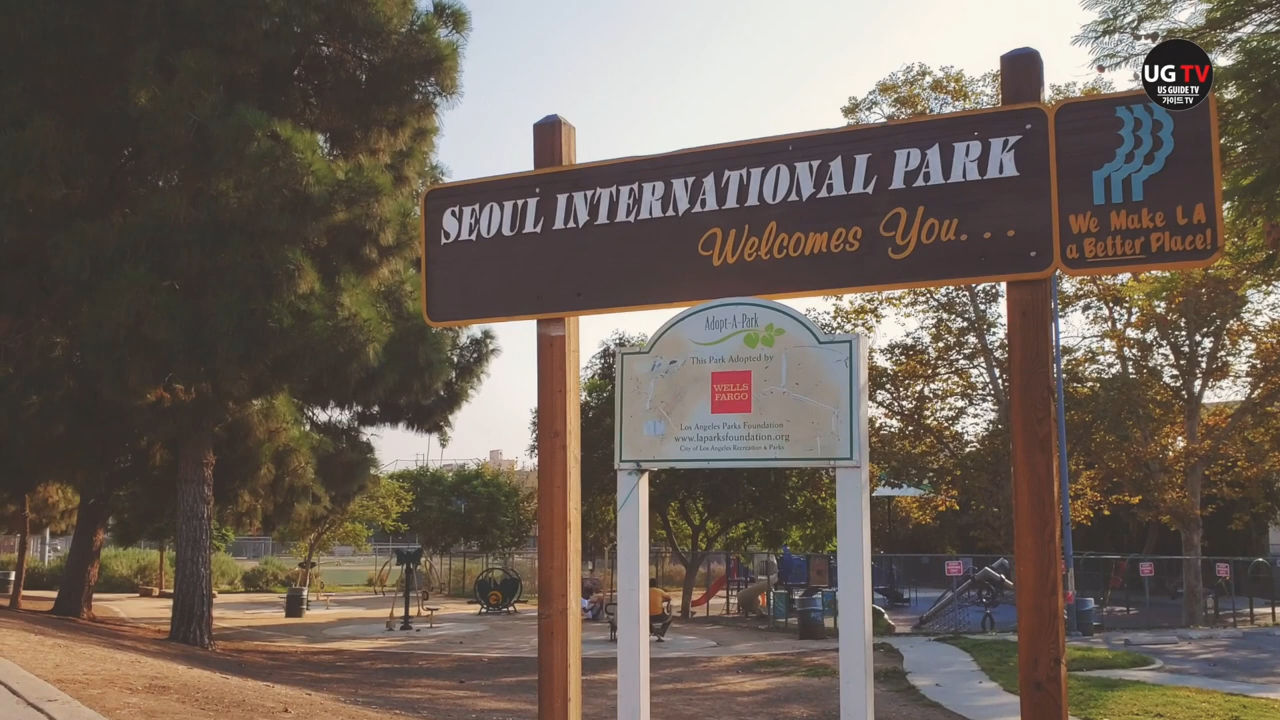 UG TV
US GUIDE TV
가이드 TV
SEOUL INTERNATIONAL PARK
Welcomes You...
We Make LA
a Better Place!
Adopt-A-Park
This Park Adopted by
WELLS
FARGO
Los Angeles Parks Foundation
www.laparksfoundation.org
City of Los Angeles Recreation & Parks